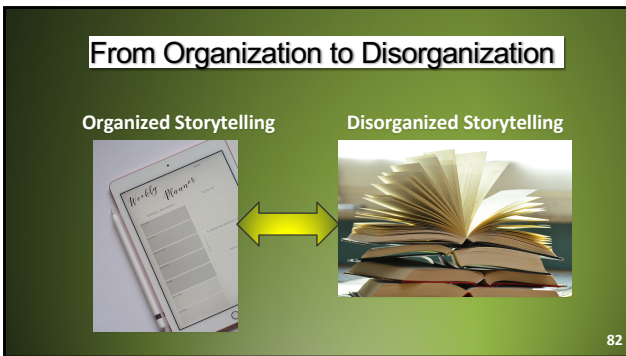 From Organization to Disorganization
Organized Storytelling
Disorganized Storytelling
Weekly
Planner
82